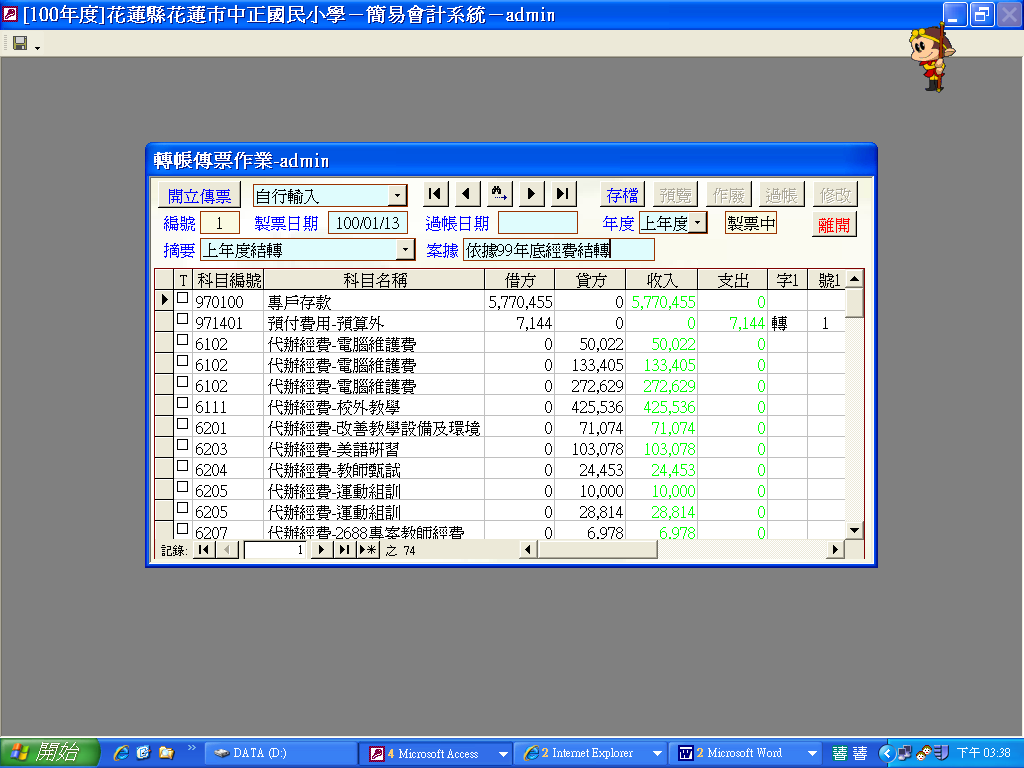 [100年度]花蓮縣花蓮市中正國民小學－簡易會計系統－admin
轉帳傳票作業-admin
開立傳票 自行輸入 存檔 預覽 作廢 過帳 修改
編號 1 製票日期 100/01/13 過帳日期 年度 上年度 製票中 離開
摘要 上年度結轉 案據 依據99年底經費結轉
T 科目編號 科目名稱 借方 貸方 收入 支出 字1 號1
970100 專戶存款 5,770,455 0 5,770,455 0
971401 預付費用-預算外 7,144 0 0 7,144 轉 1
6102 代辦經費-電腦維護費 0 50,022 50,022 0
6102 代辦經費-電腦維護費 0 133,405 133,405 0
6102 代辦經費-電腦維護費 0 272,629 272,629 0
6111 代辦經費-校外教學 0 425,536 425,536 0
6201 代辦經費-改善教學設備及環境 0 71,074 71,074 0
6203 代辦經費-美語研習 0 103,078 103,078 0
6204 代辦經費-教師甄試 0 24,453 24,453 0
6205 代辦經費-運動組訓 0 10,000 10,000 0
6205 代辦經費-運動組訓 0 28,814 28,814 0
6207 代辦經費-2688專案教師經費 0 6,978 6,978 0
記錄: 1 之 74
開始 DATA (D:) 4 Microsoft Access 2 Internet Explorer 2 Microsoft Word 下午 03:38